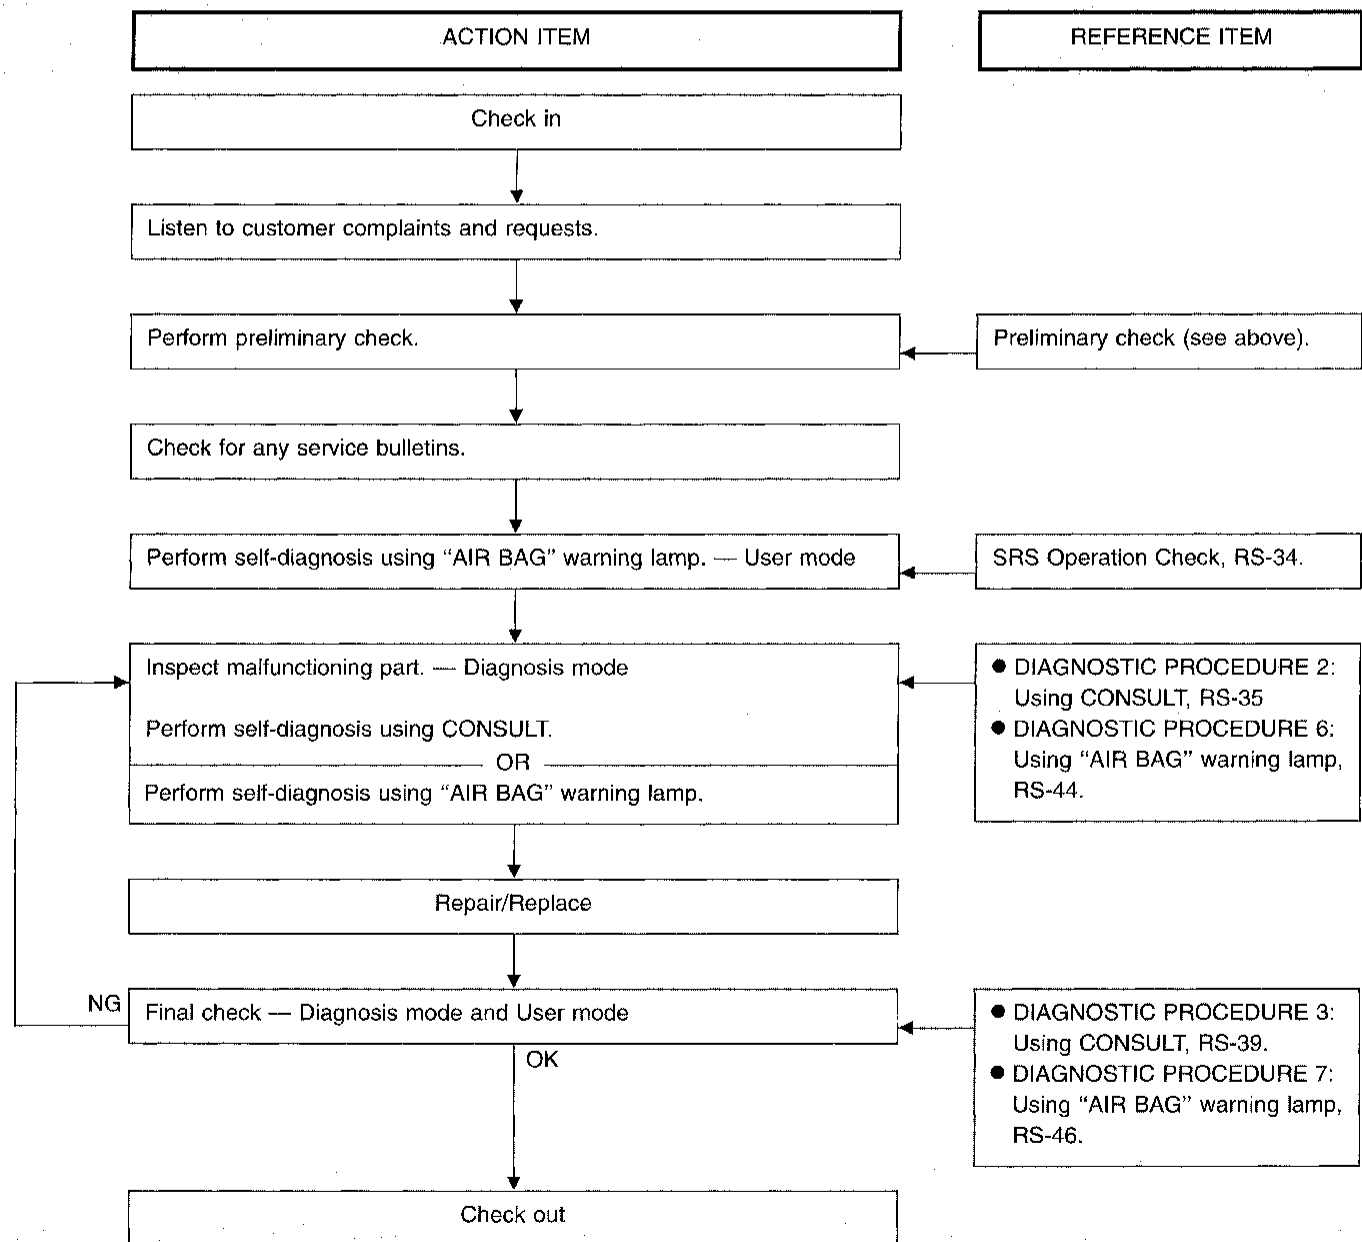 ACTION ITEM
REFERENCE ITEM
Check in
Listen to customer complaints and requests.
Perform preliminary check.
Preliminary check (see above).
Check for any service bulletins.
Perform self-diagnosis using “AIR BAG” warning lamp. — User mode
SRS Operation Check, RS-34.
Inspect malfunctioning part. — Diagnosis mode
Perform self-diagnosis using CONSULT.
OR
Perform self-diagnosis using “AIR BAG” warning lamp.
● DIAGNOSTIC PROCEDURE 2:
Using CONSULT, RS-35
● DIAGNOSTIC PROCEDURE 6:
Using “AIR BAG” warning lamp,
RS-44.
Repair/Replace
NG
Final check — Diagnosis mode and User mode
OK
● DIAGNOSTIC PROCEDURE 3:
Using CONSULT, RS-39.
● DIAGNOSTIC PROCEDURE 7:
Using “AIR BAG” warning lamp,
RS-46.
Check out